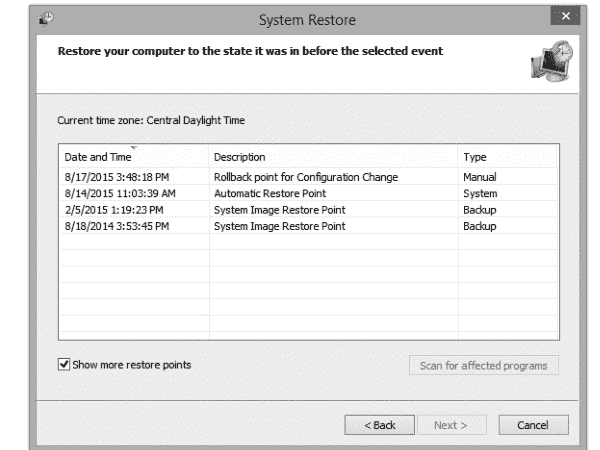 System Restore
Restore your computer to the state it was in before the selected event
Current time zone: Central Daylight Time
Date and Time Description Type
8/17/2015 3:48:18 PM Rollback point for Configuration Change Manual
8/14/2015 11:03:39 AM Automatic Restore Point System
2/5/2015 1:19:23 PM System Image Restore Point Backup
8/18/2014 3:53:45 PM System Image Restore Point Backup
Show more restore points Scan for affected programs
< Back Next > Cancel